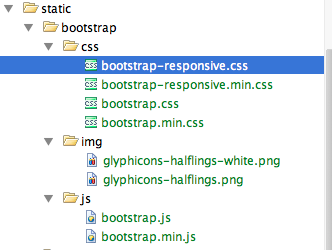 static
bootstrap
css
bootstrap-responsive.css
bootstrap-responsive.min.css
bootstrap.css
bootstrap.min.css
img
glyphicons-halflings-white.png
glyphicons-halflings.png
js
bootstrap.js
bootstrap.min.js